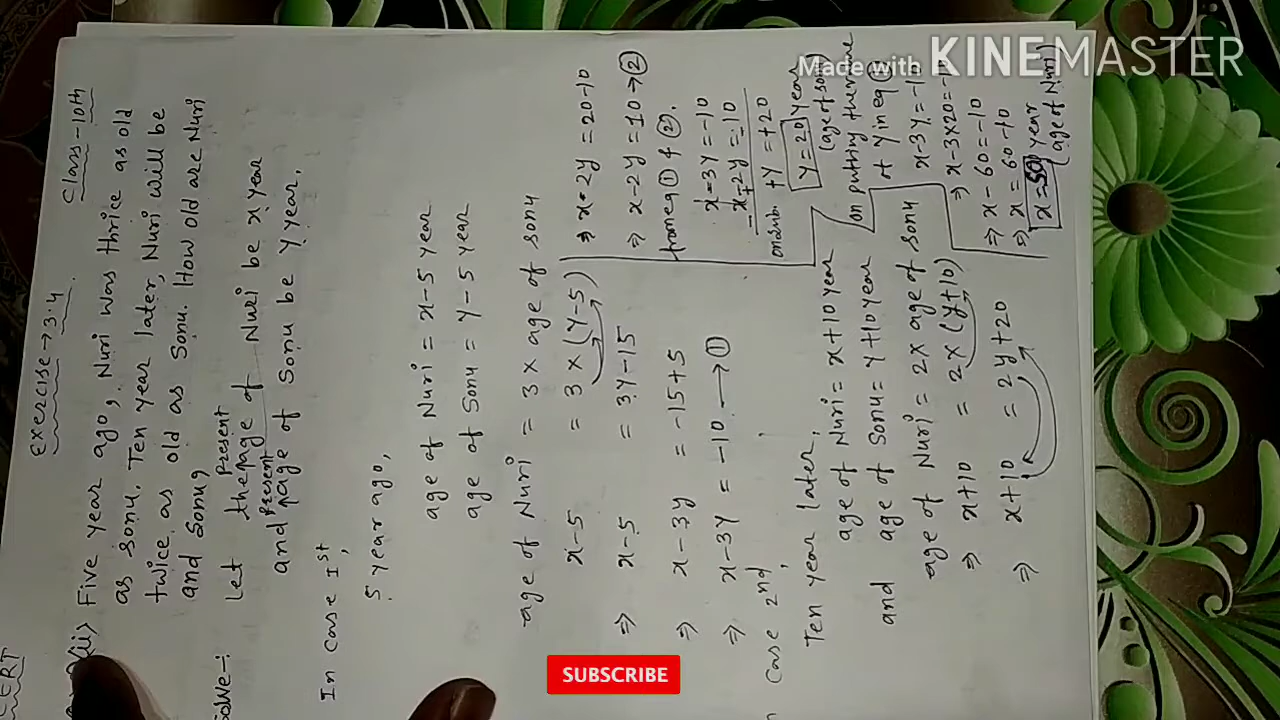 Exercise → 3.4. Class - 10th
(ii) Five year ago, Nuri was thrice as old
as sonu. Ten year later, Nuri will be
twice as old as Sonu. How old are Nuri
and Sonu,
Let the present age of Nuri be x year
and present age of Sonu be y year.
In case Ist,
5 year ago,
age of Nuri = x-5 year
age of Sonu = y-5 year
age of Nuri = 3 x age of sonu
x-5 = 3 x (y-5)
⇒ x-5 = 3y-15
⇒ x-3y = -15+5
⇒ x-3y = -10 → ①
case 2nd,
Ten year later,
age of Nuri = x+10 year
and age of Sonu = y+10 year
age of Nuri = 2 x age of sonu
⇒ x+10 = 2 x (y+10)
⇒ x+10 = 2y+20
⇒ x-2y = 20-10
⇒ x-2y = 10 → ②
from eq ① & ②.
x-3y = -10
x-2y = 10
- + -
+y = +20
y = 20 year
(age of sonu)
on putting the value
of y in eq
x-3y = -10
⇒ x-3x20 = -1
⇒ x-60 = -10
⇒ x = 60-10
x = 50 year
(age of Nuri)
Made with KINEMASTER
SUBSCRIBE